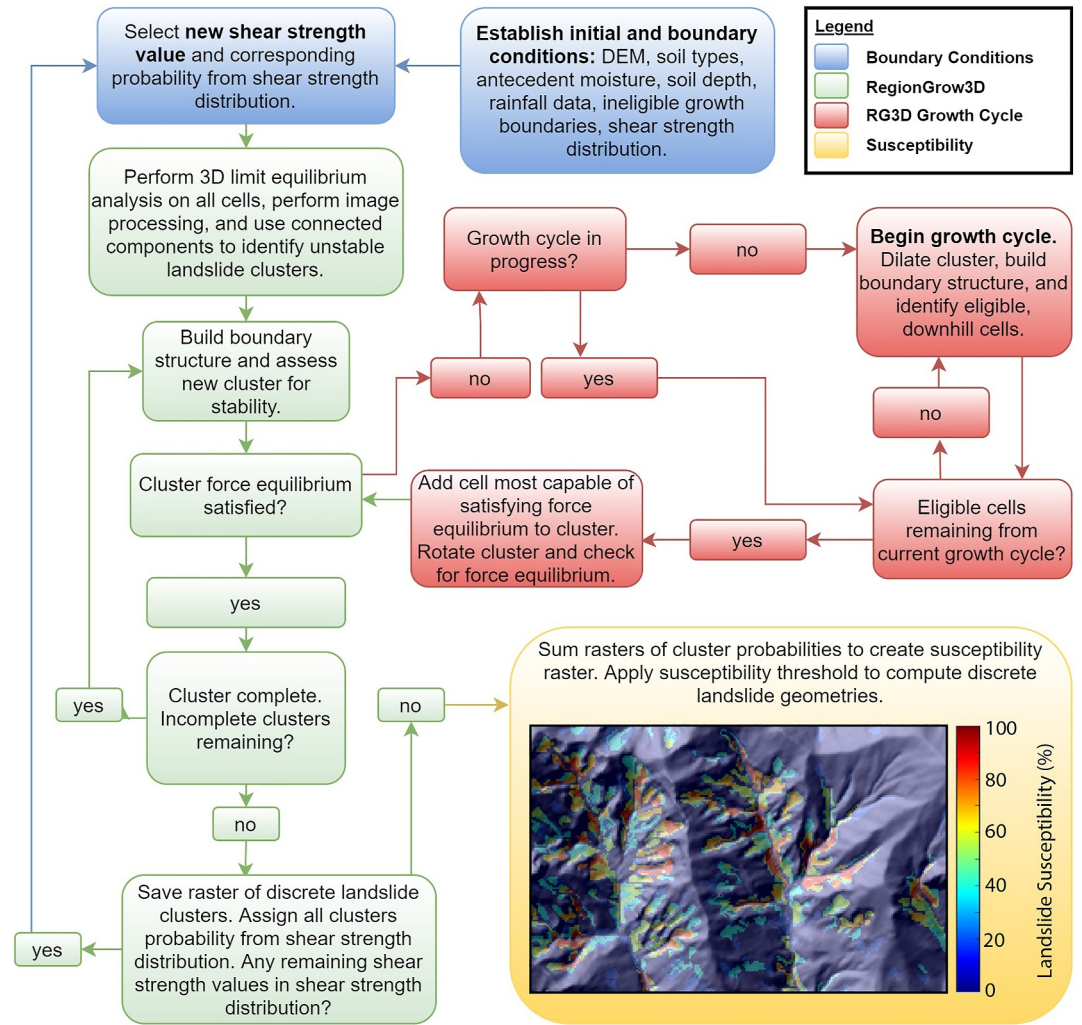 Select new shear strength
value and corresponding
probability from shear strength
distribution.
Establish initial and boundary
conditions: DEM, soil types,
antecedent moisture, soil depth,
rainfall data, ineligible growth
boundaries, shear strength
distribution.
Legend
Boundary Conditions
RegionGrow3D
RG3D Growth Cycle
Susceptibility
Perform 3D limit equilibrium
analysis on all cells, perform image
processing, and use connected
components to identify unstable
landslide clusters.
Growth cycle in
progress?
no
Begin growth cycle.
Dilate cluster, build
boundary structure, and
identify eligible,
downhill cells.
Build boundary
structure and assess
new cluster for
stability.
no
yes
no
Cluster force equilibrium
satisfied?
Add cell most capable of
satisfying force
equilibrium to cluster.
Rotate cluster and check
for force equilibrium.
yes
Eligible cells
remaining from
current growth cycle?
yes
Cluster complete.
Incomplete clusters
remaining?
yes
no
no
Save raster of discrete landslide
clusters. Assign all clusters
probability from shear strength
distribution. Any remaining shear
strength values in shear strength
distribution?
yes
Sum rasters of cluster probabilities to create susceptibility
raster. Apply susceptibility threshold to compute discrete
landslide geometries.
100
80
60
40
20
0
Landslide Susceptibility (%)